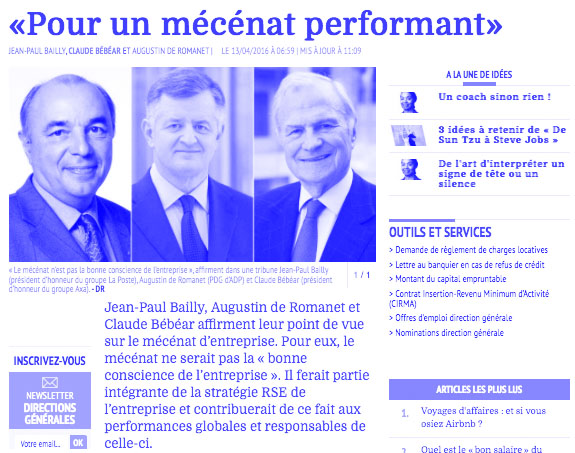 «Pour un mécénat performant»
JEAN-PAUL BAILLY, CLAUDE BÉBÉAR ET AUGUSTIN DE ROMANET | LE 13/04/2016 À 06:59 | MIS À JOUR À 11:09
« Le mécénat n'est pas la bonne conscience de l'entreprise », affirment dans une tribune Jean-Paul Bailly
(président d'honneur du groupe La Poste), Augustin de Romanet (PDG d'ADP) et Claude Bébéar (président
d'honneur du groupe Axa). - DR
1 / 1
Jean-Paul Bailly, Augustin de Romanet et
Claude Bébéar affirment leur point de vue
sur le mécénat d'entreprise. Pour eux, le
mécénat ne serait pas la « bonne
conscience de l'entreprise ». Il ferait partie
intégrante de la stratégie RSE de
l'entreprise et contribuerait de ce fait aux
performances globales et responsables de
celle-ci.
INSCRIVEZ-VOUS
NEWSLETTER
DIRECTIONS
GÉNÉRALES
Votre email...
OK
A LA UNE DE IDÉES
Un coach sinon rien !
3 idées à retenir de « De
Sun Tzu à Steve Jobs »
De l'art d'interpréter un
signe de tête ou un
silence
OUTILS ET SERVICES
> Demande de règlement de charges locatives
> Lettre au banquier en cas de refus de crédit
> Montant du capital empruntable
> Contrat Insertion-Revenu Minimum d'Activité
(CIRMA)
> Offres d'emploi direction générale
> Nominations direction générale
ARTICLES LES PLUS LUS
1. Voyages d'affaires : et si vous
osiez Airbnb ?
2. Quel est le « bon salaire » du